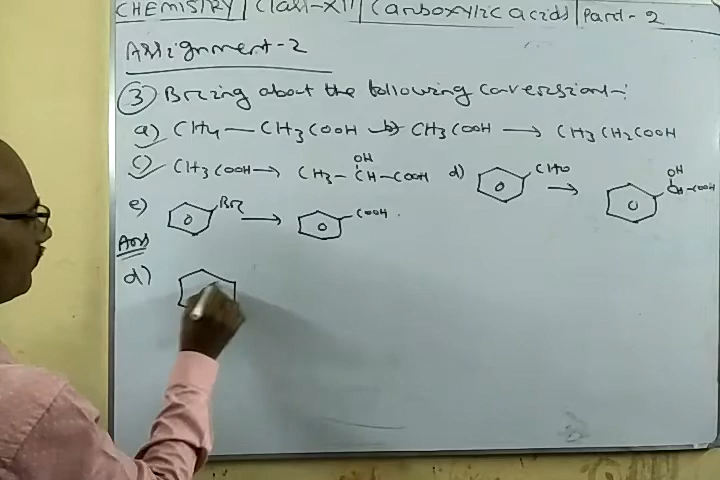 CHEMISTRY | Class-XII | Carboxylic acids | Part-2
Assignment-2
③ Bring about the following conversions:-
a) CH4 — CH3COOH b) CH3COOH → CH3CH2COOH
OH OH
c) CH3COOH → CH3-CH-COOH d) CHO → CH-COOH
e) Br → COOH.
Ans
d)